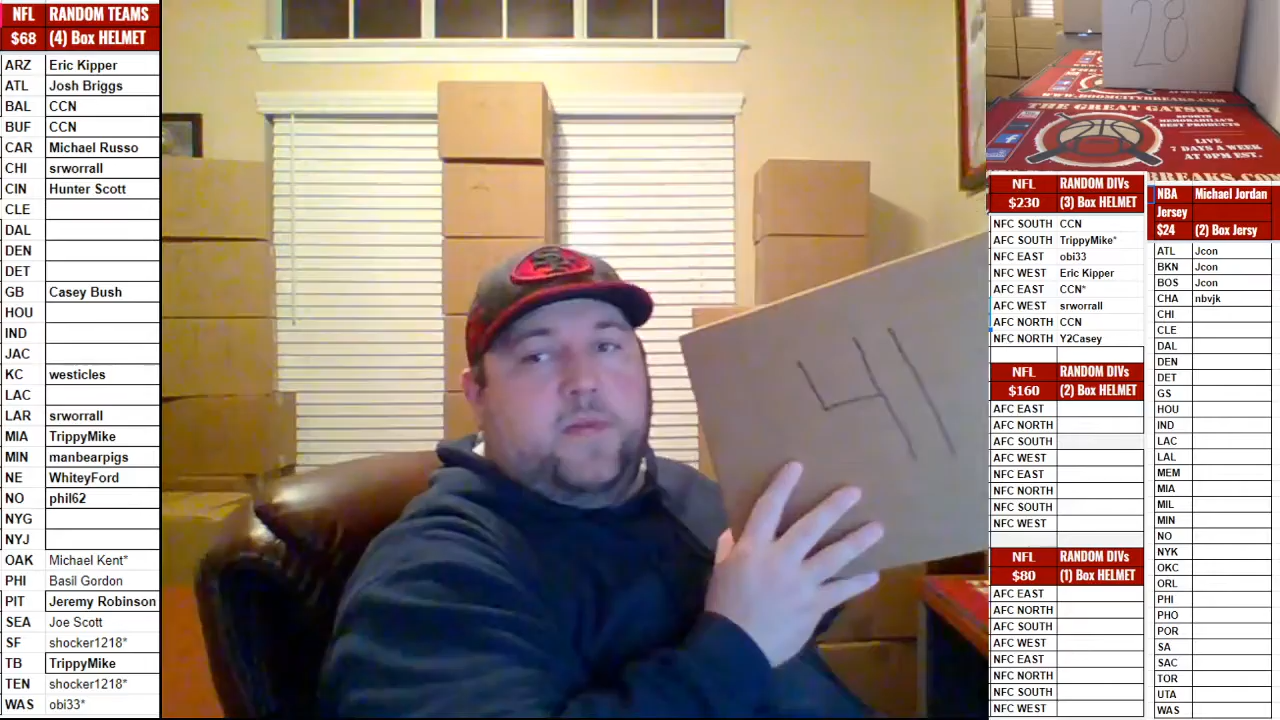 NFL RANDOM TEAMS
$68 (4) Box HELMET
ARZ Eric Kipper
ATL Josh Briggs
BAL CCN
BUF CCN
CAR Michael Russo
CHI srworrall
CIN Hunter Scott
CLE
DAL
DEN
DET
GB Casey Bush
HOU
IND
JAC
KC westicles
LAC
LAR srworrall
MIA TrippyMike
MIN manbearpigs
NE WhiteyFord
NO phil62
NYG
NYJ
OAK Michael Kent*
PHI Basil Gordon
PIT Jeremy Robinson
SEA Joe Scott
SF shocker1218*
TB TrippyMike
TEN shocker1218*
WAS obi33*
41
28
WWW.BOOMCITYBREAKS.COM
THE GREAT GATSBY
SPORTS
MEMORABILIA'S
BEST PRODUCTS
LIVE
7 DAYS A WEEK
AT 9PM EST.
BREAKS.COM
NFL RANDOM DIVs
$230 (3) Box HELMET
NFC SOUTH CCN
AFC SOUTH TrippyMike*
NFC EAST obi33
NFC WEST Eric Kipper
AFC EAST CCN*
AFC WEST srworrall
AFC NORTH CCN
NFC NORTH Y2Casey
NFL RANDOM DIVs
$160 (2) Box HELMET
AFC EAST
AFC NORTH
AFC SOUTH
AFC WEST
NFC EAST
NFC NORTH
NFC SOUTH
NFC WEST
NFL RANDOM DIVs
$80 (1) Box HELMET
AFC EAST
AFC NORTH
AFC SOUTH
AFC WEST
NFC EAST
NFC NORTH
NFC SOUTH
NFC WEST
NBA Michael Jordan
Jersey
$24 (2) Box Jersy
ATL Jcon
BKN Jcon
BOS Jcon
CHA nbvjk
CHI
CLE
DAL
DEN
DET
GS
HOU
IND
LAC
LAL
MEM
MIA
MIL
MIN
NO
NYK
OKC
ORL
PHI
PHO
POR
SA
SAC
TOR
UTA
WAS